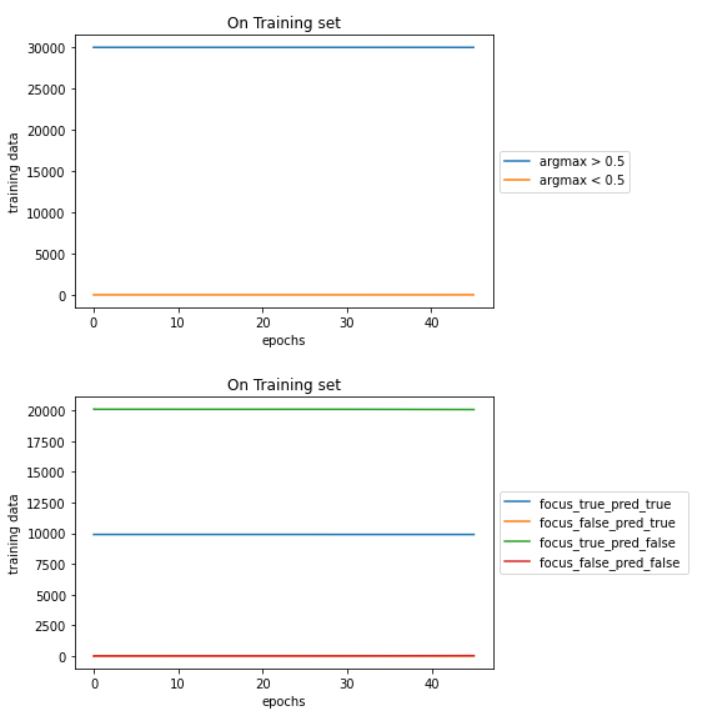 On Training set
30000
25000
20000
15000
10000
5000
0
training data
0 10 20 30 40
epochs
argmax > 0.5
argmax < 0.5
On Training set
20000
17500
15000
12500
10000
7500
5000
2500
0
training data
0 10 20 30 40
epochs
focus_true_pred_true
focus_false_pred_true
focus_true_pred_false
focus_false_pred_false